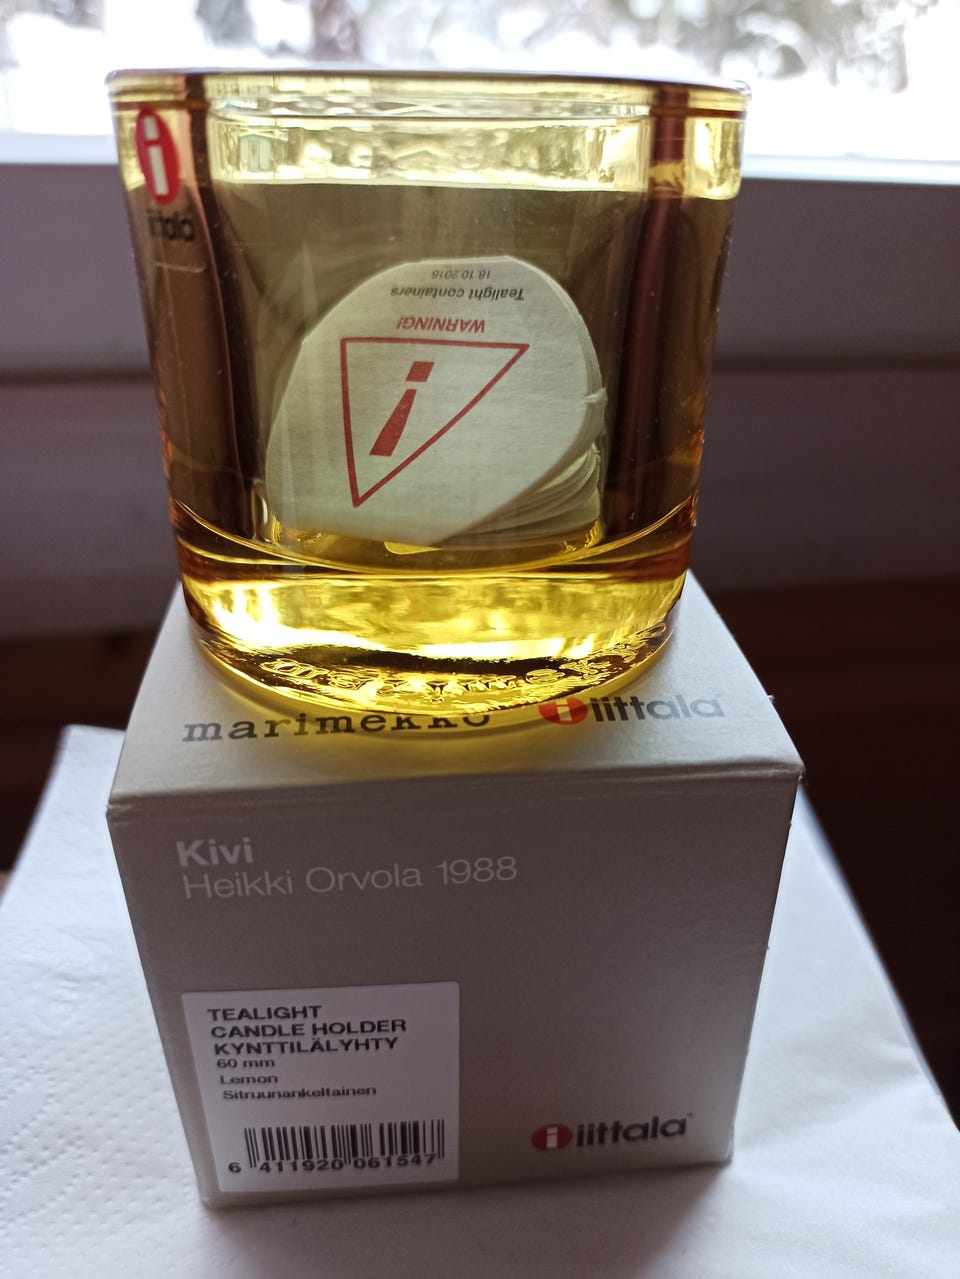 iittala
Tealight containers
18.10.2016
WARNING!
marimekko iittala
Kivi
Heikki Orvola 1988
TEALIGHT
CANDLE HOLDER
KYNTTILÄLYHTY
60 mm
Lemon
Sitruunankeltainen
6 411920 061547
iittala